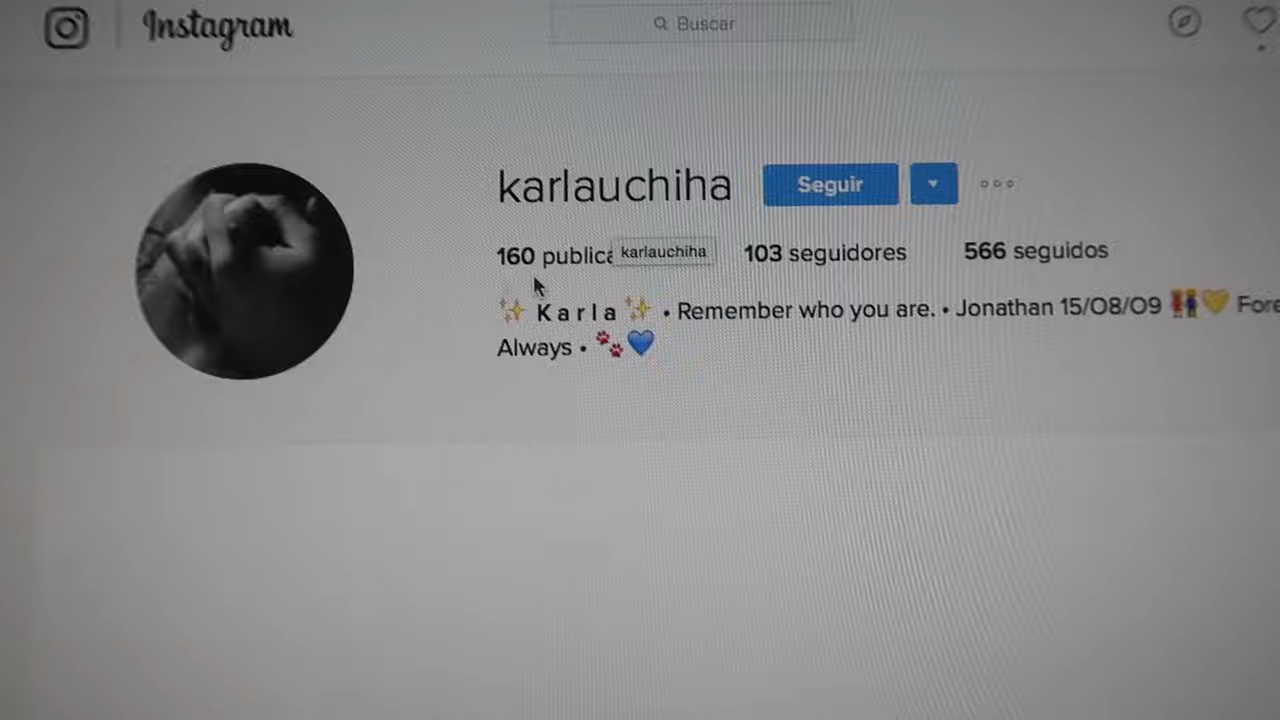 Instagram
Buscar
karlauchiha
Seguir
160 publica
karlauchiha
103 seguidores
566 seguidos
✨ K a r l a ✨ • Remember who you are. • Jonathan 15/08/09 👫💛 Fore
Always • 🐾💙